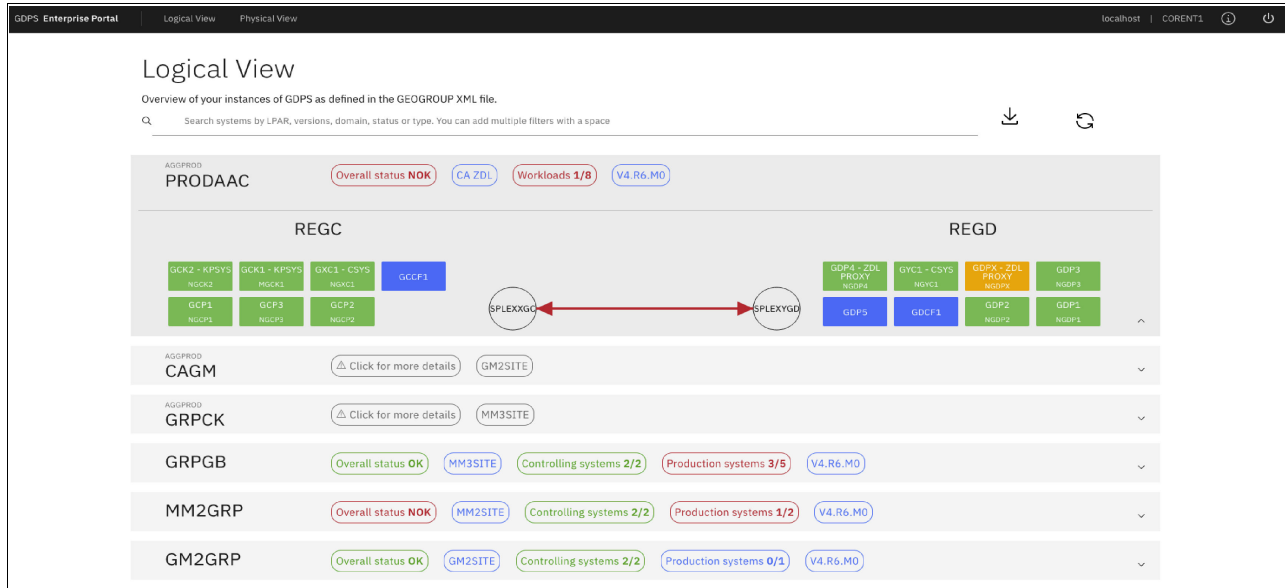 GDPS Enterprise Portal Logical View Physical View localhost | CORENT1
Logical View
Overview of your instances of GDPS as defined in the GEOGROUP XML file.
Search systems by LPAR, versions, domain, status or type. You can add multiple filters with a space
AGGPROD
PRODAAC Overall status NOK CA ZDL Workloads 1/8 V4.R6.M0
REGC REGD
GCK2 - KPSYS GCK1 - KPSYS GXC1 - CSYS GCCF1 GDP4 - ZDL PROXY GYC1 - CSYS GDPX - ZDL PROXY GDP3
NGCK2 MGCK1 NGXC1 NGDP4 NGYC1 NGDPX NGDP3
SPLEXXGC SPLEXYGD
GCP1 GCP3 GCP2 GDP5 GDCF1 GDP2 GDP1
NGCP1 NGCP3 NGCP2 NGDP2 NGDP1
AGGPROD
CAGM Click for more details GM2SITE
AGGPROD
GRPCK Click for more details MM3SITE
GRPGB Overall status OK MM3SITE Controlling systems 2/2 Production systems 3/5 V4.R6.M0
MM2GRP Overall status NOK MM2SITE Controlling systems 2/2 Production systems 1/2 V4.R6.M0
GM2GRP Overall status OK GM2SITE Controlling systems 2/2 Production systems 0/1 V4.R6.M0